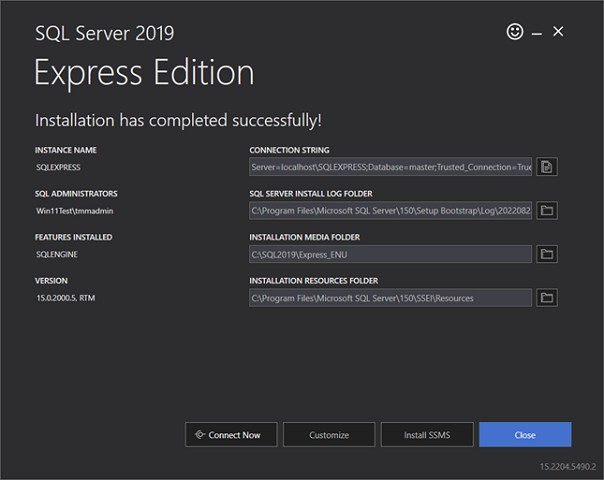 SQL Server 2019
Express Edition
Installation has completed successfully!
INSTANCE NAME
SQLEXPRESS
CONNECTION STRING
Server=localhost\SQLEXPRESS;Database=master;Trusted_Connection=True
SQL ADMINISTRATORS
Win11Test\tmmadmin
SQL SERVER INSTALL LOG FOLDER
C:\Program Files\Microsoft SQL Server\150\Setup Bootstrap\Log\2022082
FEATURES INSTALLED
SQLENGINE
INSTALLATION MEDIA FOLDER
C:\SQL2019\Express_ENU
VERSION
15.0.2000.5, RTM
INSTALLATION RESOURCES FOLDER
C:\Program Files\Microsoft SQL Server\150\SSEI\Resources
Connect Now
Customize
Install SSMS
Close
15.2204.5490.2